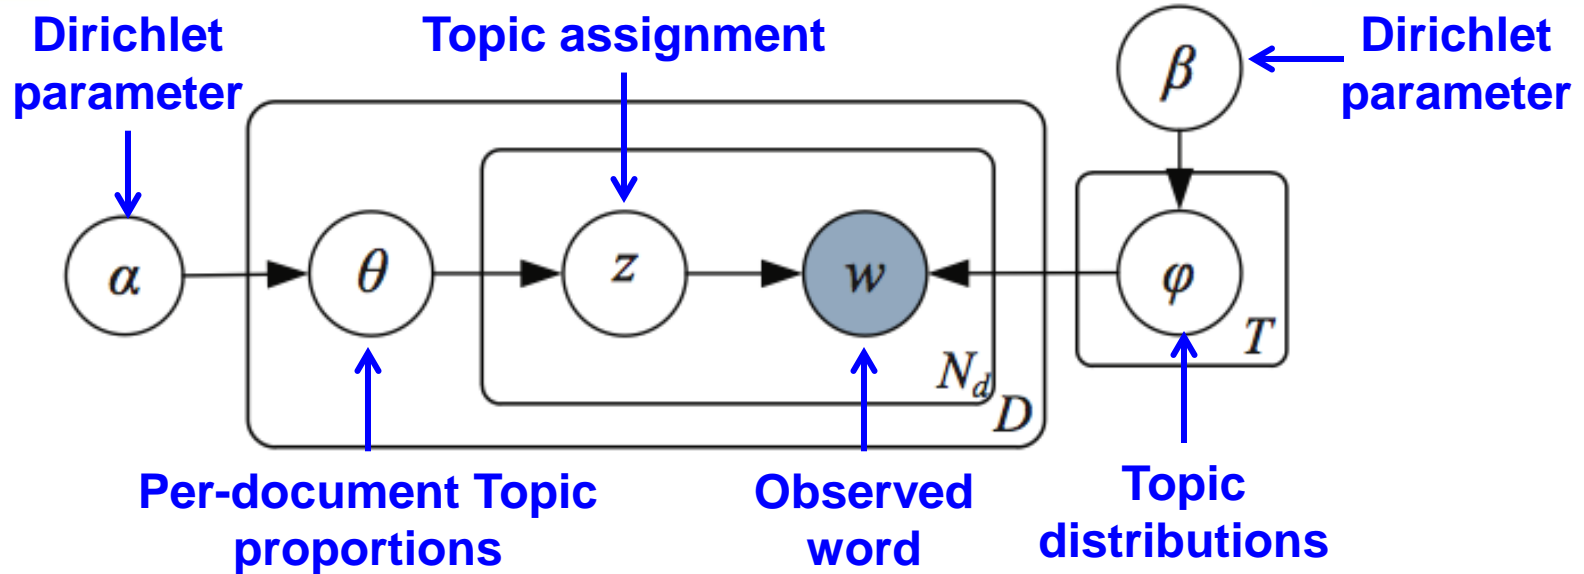 Dirichlet
parameter
Topic assignment
Dirichlet
parameter
β
α
θ
z
w
φ
T
N_d
D
Per-document Topic
proportions
Observed
word
Topic
distributions